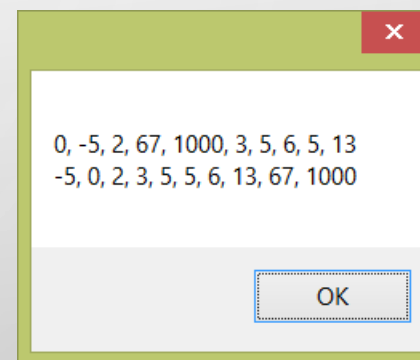 0, -5, 2, 67, 1000, 3, 5, 6, 5, 13
-5, 0, 2, 3, 5, 5, 6, 13, 67, 1000
OK